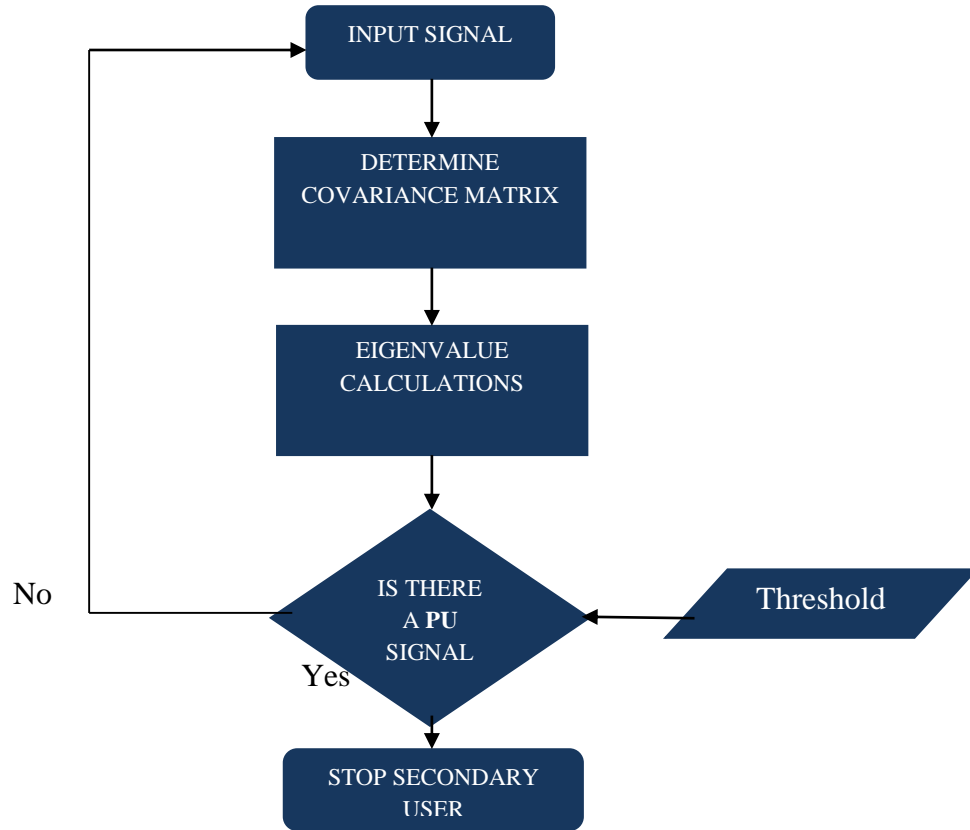 INPUT SIGNAL
DETERMINE
COVARIANCE MATRIX
EIGENVALUE
CALCULATIONS
IS THERE
A PU
SIGNAL
Threshold
No
Yes
STOP SECONDARY
USER